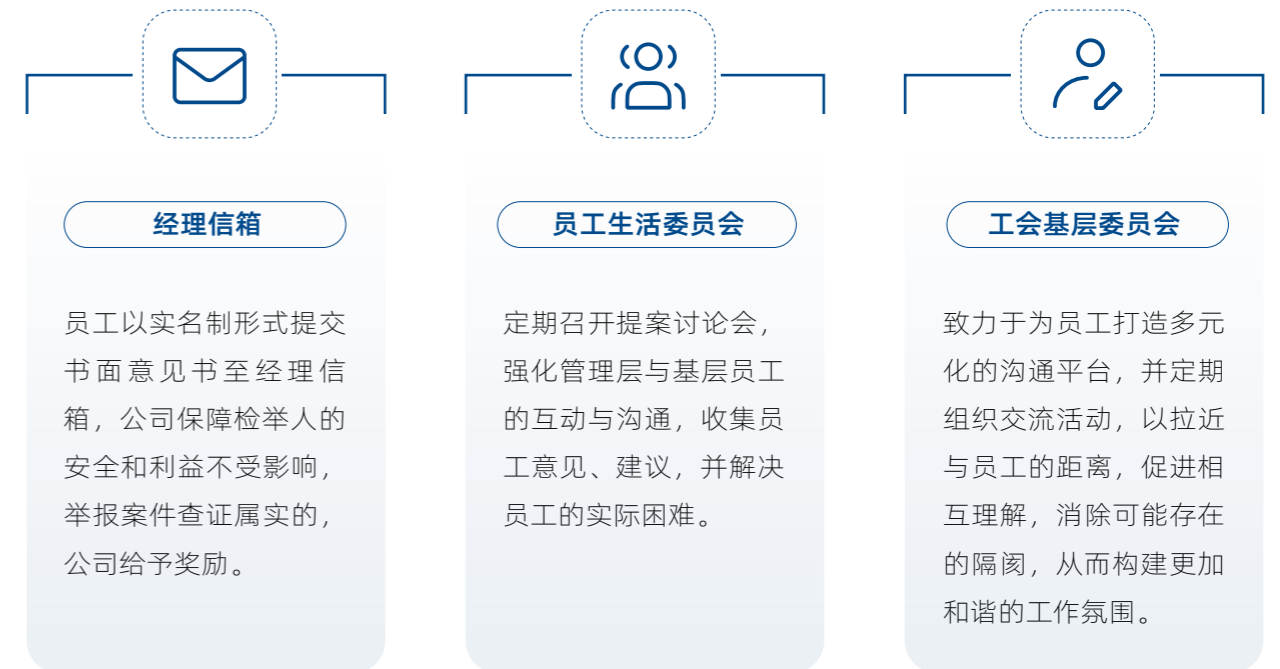 经理信箱
员工以实名制形式提交
书面意见书至经理信
箱，公司保障检举人的
安全和利益不受影响，
举报案件查证属实的，
公司给予奖励。
员工生活委员会
定期召开提案讨论会，
强化管理层与基层员工
的互动与沟通，收集员
工意见、建议，并解决
员工的实际困难。
工会基层委员会
致力于为员工打造多元
化的沟通平台，并定期
组织交流活动，以拉近
与员工的距离，促进相
互理解，消除可能存在
的隔阂，从而构建更加
和谐的工作氛围。